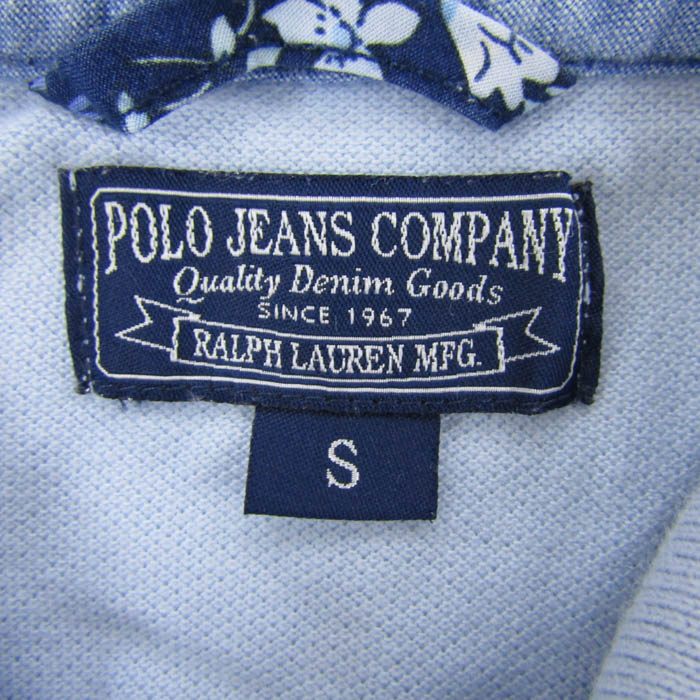 POLO JEANS COMPANY
Quality Denim Goods
SINCE 1967
RALPH LAUREN MFG.
S